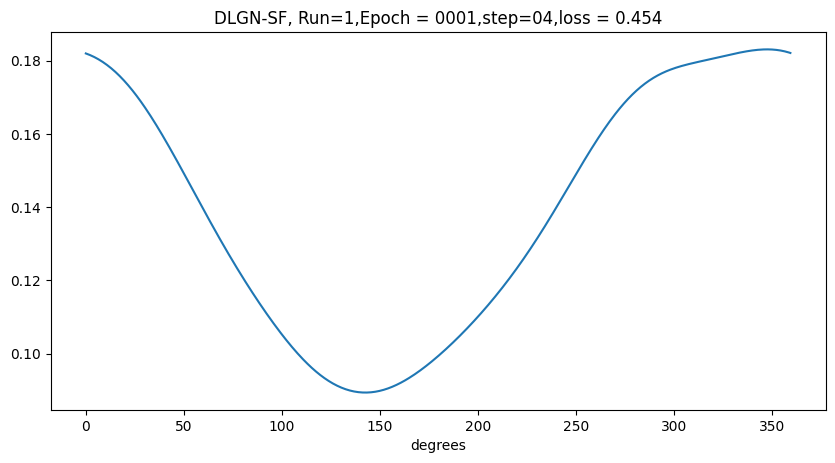 DLGN-SF, Run=1,Epoch = 0001,step=04,loss = 0.454
0.18
0.16
0.14
0.12
0.10
0 50 100 150 200 250 300 350
degrees